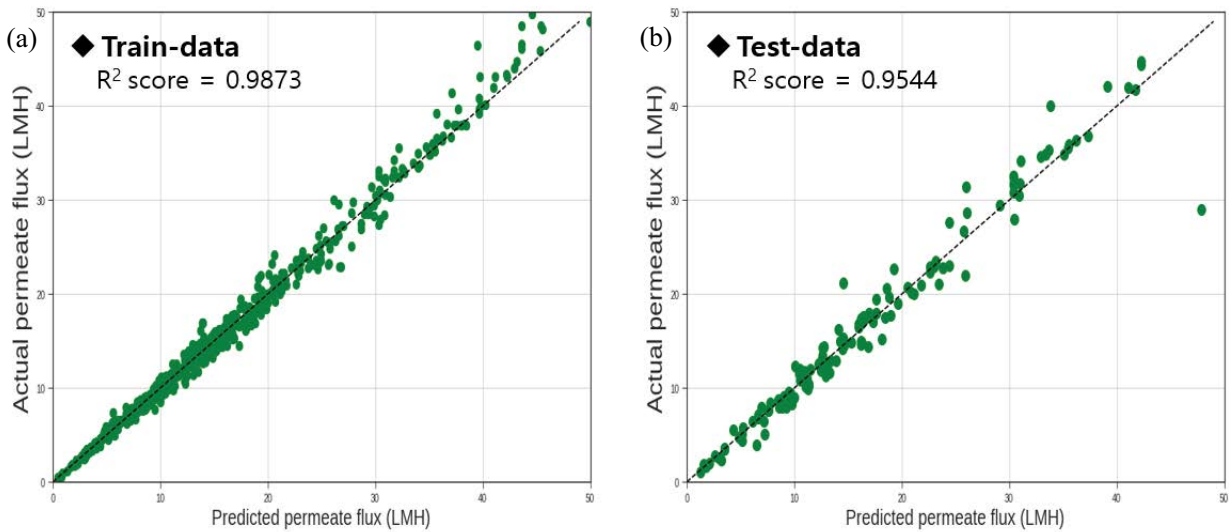 (a)
◆ Train-data
R² score = 0.9873
Actual permeate flux (LMH)
50
40
30
20
10
0
0 10 20 30 40 50
Predicted permeate flux (LMH)
(b)
◆ Test-data
R² score = 0.9544
Actual permeate flux (LMH)
50
40
30
20
10
0
0 10 20 30 40 50
Predicted permeate flux (LMH)